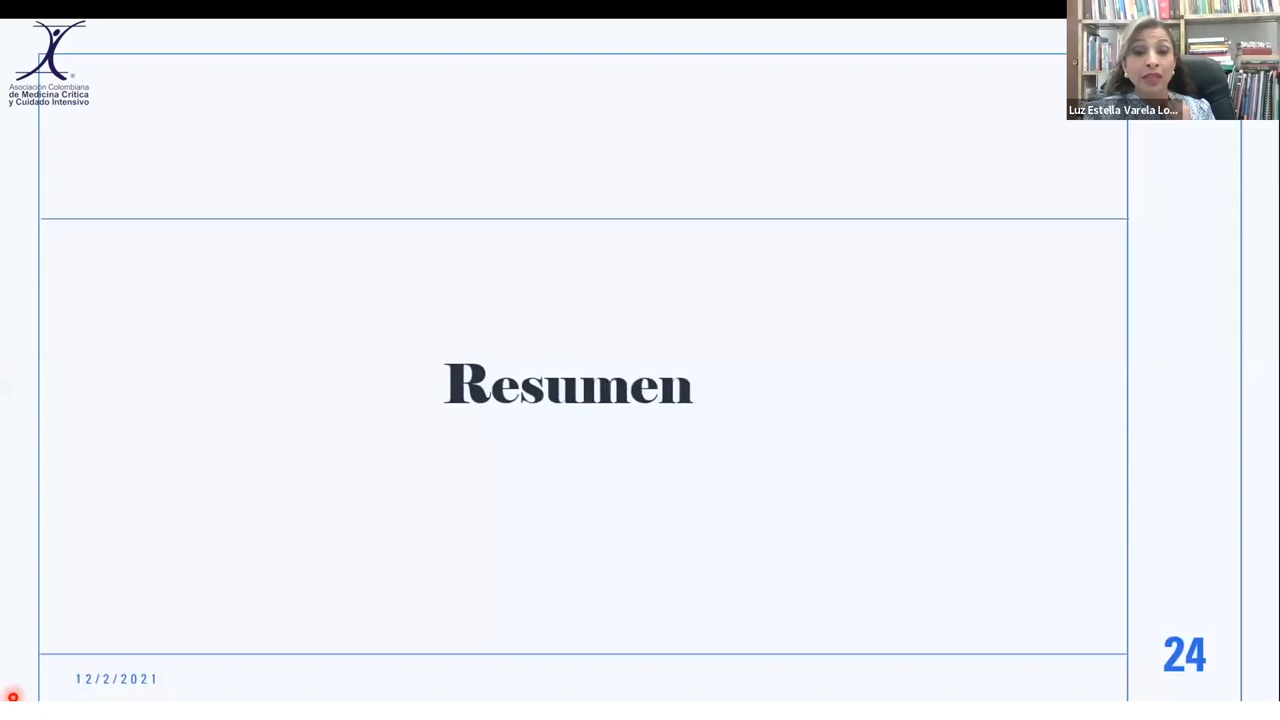 Asociación Colombiana
de Medicina Crítica
y Cuidado Intensivo
®
Luz Estella Varela Lo...
Resumen
24
12/2/2021